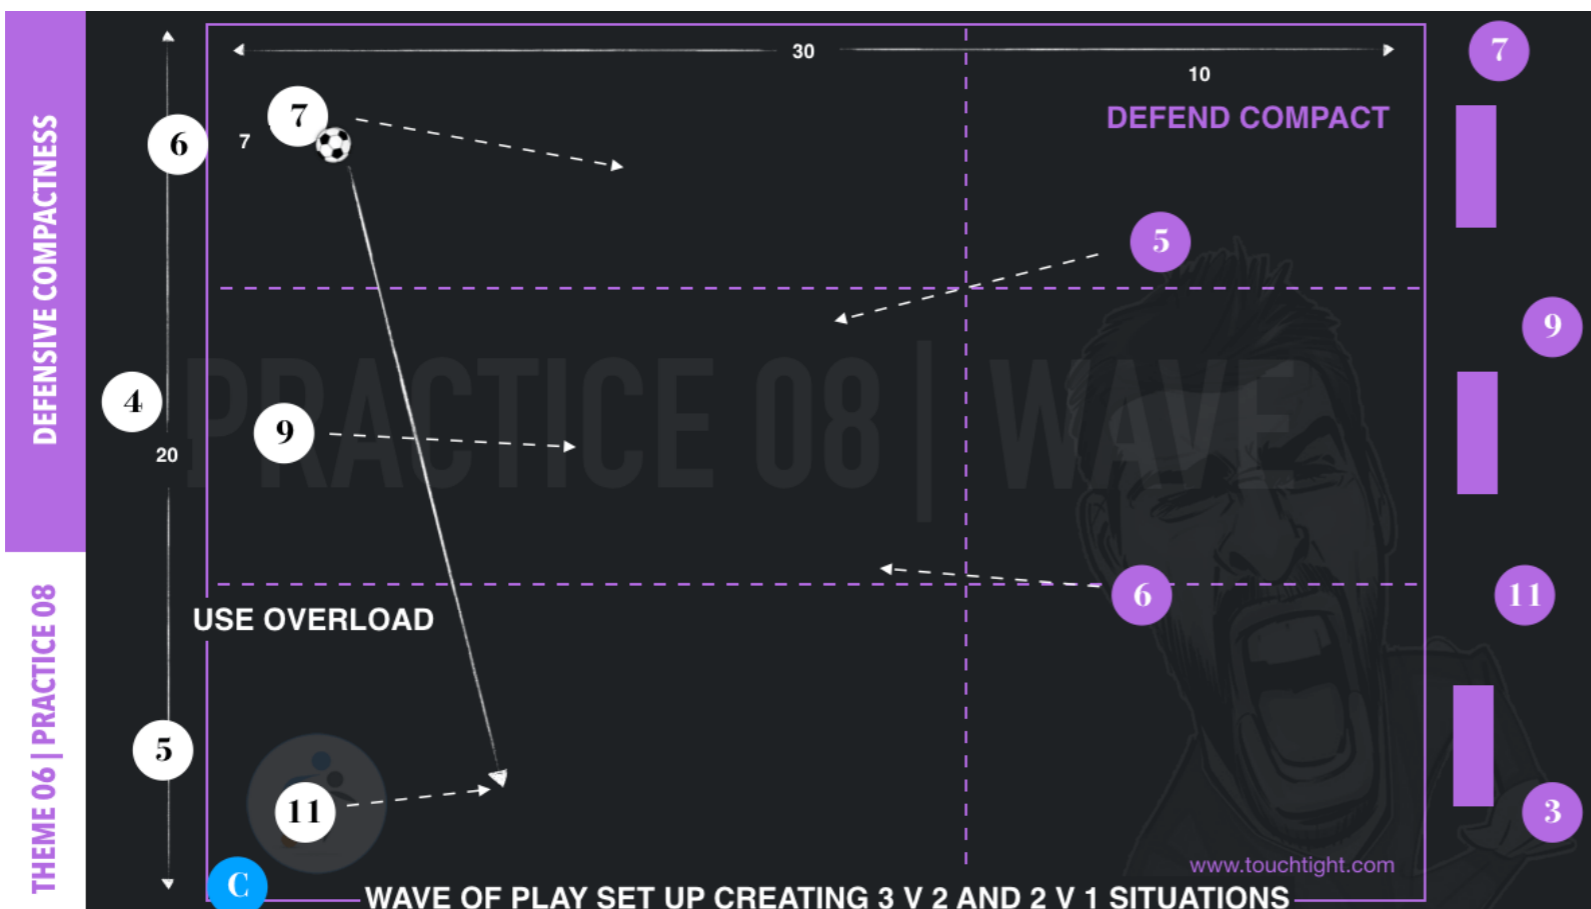 DEFENSIVE COMPACTNESS
THEME 06 | PRACTICE 08
30
10
7
DEFEND COMPACT
6
7
7
5
9
PRACTICE 08 | WAVE
4
9
20
6
11
USE OVERLOAD
5
11
3
C
www.touchtight.com
WAVE OF PLAY SET UP CREATING 3 V 2 AND 2 V 1 SITUATIONS